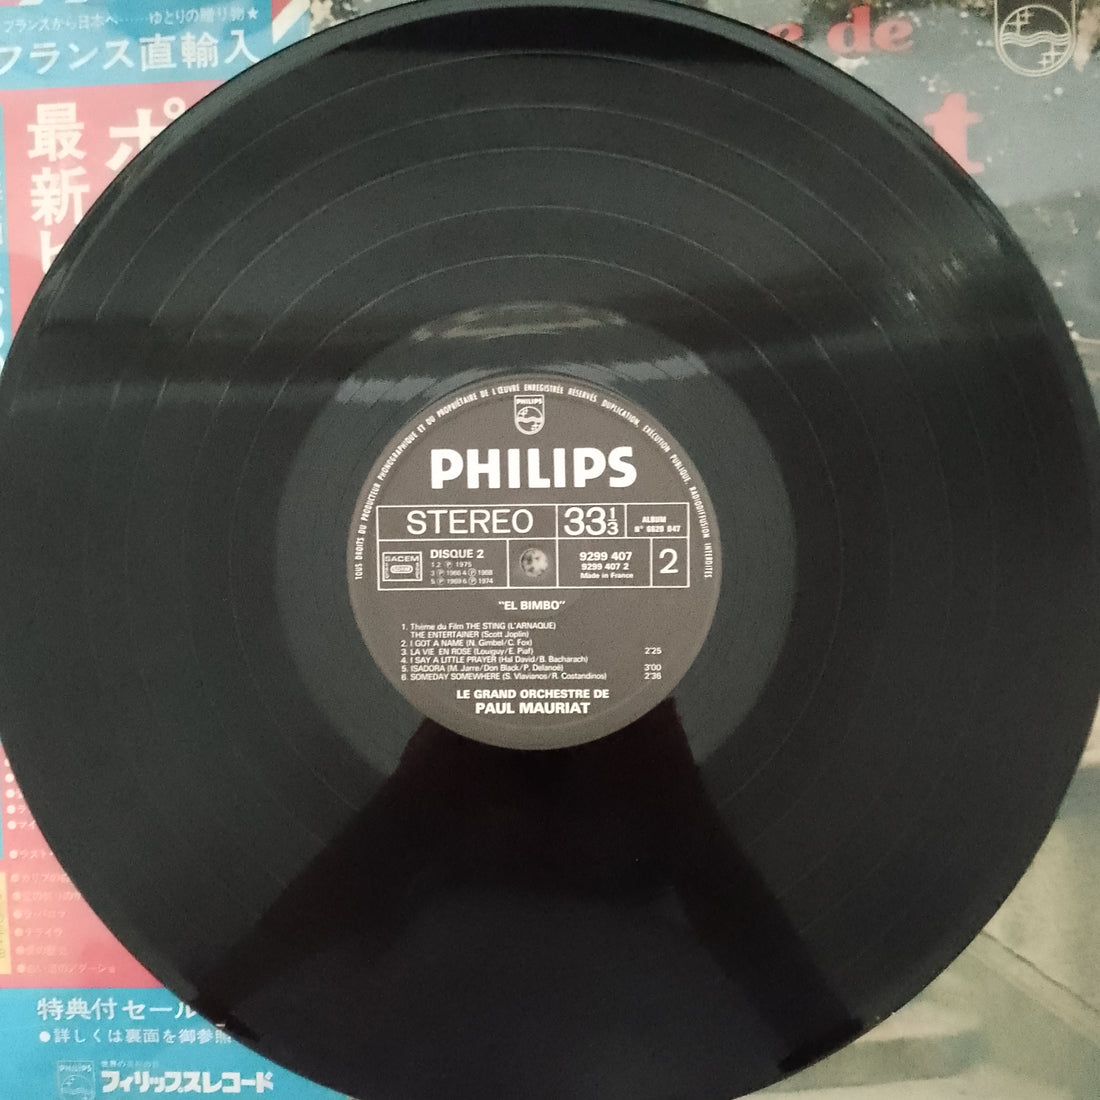 フランスから日本へ……ゆとりの贈り物★
フランス直輸入
最新
ポ
e de
t
TOUS DROITS DU PRODUCTEUR PHONOGRAPHIQUE ET DU PROPRIÉTAIRE DE L'ŒUVRE ENREGISTRÉE RÉSERVÉS DUPLICATION, EXÉCUTION PUBLIQUE, RADIODIFFUSION INTERDITES
PHILIPS
PHILIPS
STEREO
33 1/3
ALBUM
N° 6620 047
SACEM
DISQUE 2
1.2 Ⓟ 1975
3 Ⓟ 1966 4 Ⓟ 1968
5 Ⓟ 1969 6 Ⓟ 1974
9299 407
9299 407 2
Made in France
2
"EL BIMBO"
1. Thème du Film THE STING (L'ARNAQUE)
THE ENTERTAINER (Scott Joplin)
2. I GOT A NAME (N. Gimbel/C. Fox)
3. LA VIE EN ROSE (Louiguy/E. Piaf) 2'25
4. I SAY A LITTLE PRAYER (Hal David/B. Bacharach)
5. ISADORA (M. Jarre/Don Black/P. Delanoë) 3'00
6. SOMEDAY SOMEWHERE (S. Vlavianos/R. Costandinos) 2'36
LE GRAND ORCHESTRE DE
PAUL MAURIAT
特典付セール
●詳しくは裏面を御参照
PHILIPS
フィリップスレコード